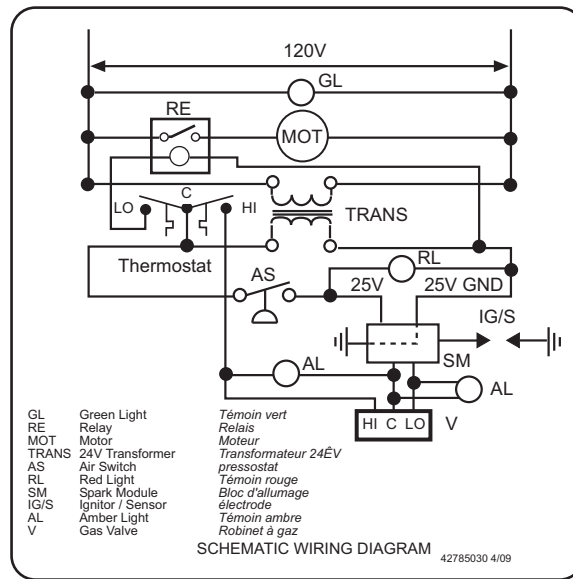 120V
GL
RE
MOT
C
LO
HI
TRANS
Thermostat
AS
RL
25V
25V GND
IG/S
SM
AL
AL
HI C LO
V
GL Green Light Témoin vert
RE Relay Relais
MOT Motor Moteur
TRANS 24V Transformer Transformateur 24ÊV
AS Air Switch pressostat
RL Red Light Témoin rouge
SM Spark Module Bloc d'allumage
IG/S Ignitor / Sensor électrode
AL Amber Light Témoin ambre
V Gas Valve Robinet à gaz
SCHEMATIC WIRING DIAGRAM
42785030 4/09